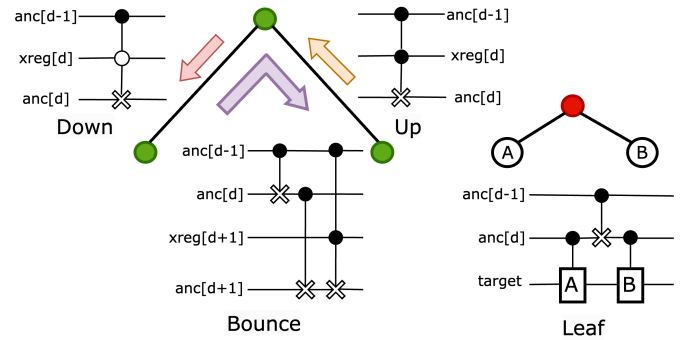 anc[d-1]
xreg[d]
anc[d]
Down
anc[d-1]
xreg[d]
anc[d]
Up
anc[d-1]
anc[d]
xreg[d+1]
anc[d+1]
Bounce
A
B
anc[d-1]
anc[d]
target
A
B
Leaf